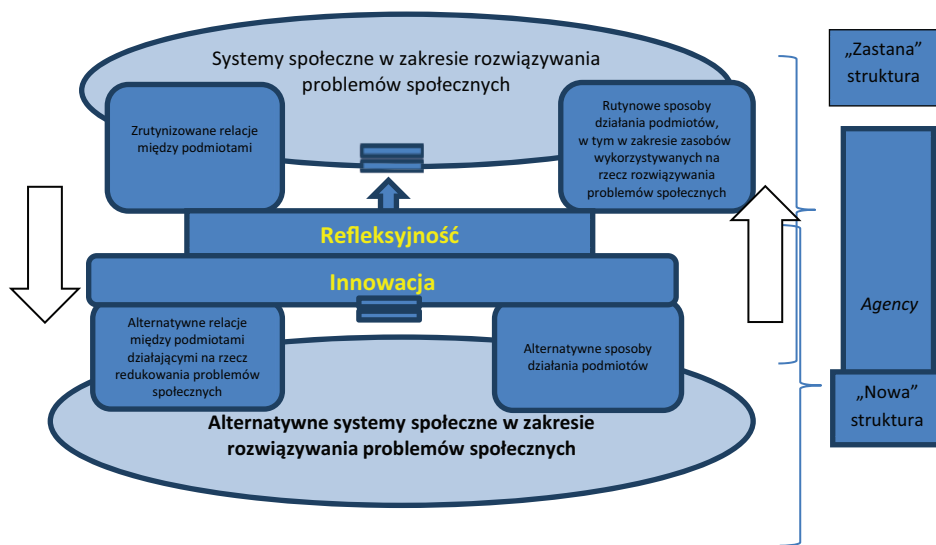 Systemy społeczne w zakresie rozwiązywania
problemów społecznych
„Zastana”
struktura
Zrutynizowane relacje
między podmiotami
Rutynowe sposoby
działania podmiotów,
w tym w zakresie zasobów
wykorzystywanych na
rzecz rozwiązywania
problemów społecznych
Refleksyjność
Innowacja
Agency
Alternatywne relacje
między podmiotami
działającymi na rzecz
redukowania problemów
społecznych
Alternatywne sposoby
działania podmiotów
„Nowa”
struktura
Alternatywne systemy społeczne w zakresie
rozwiązywania problemów społecznych